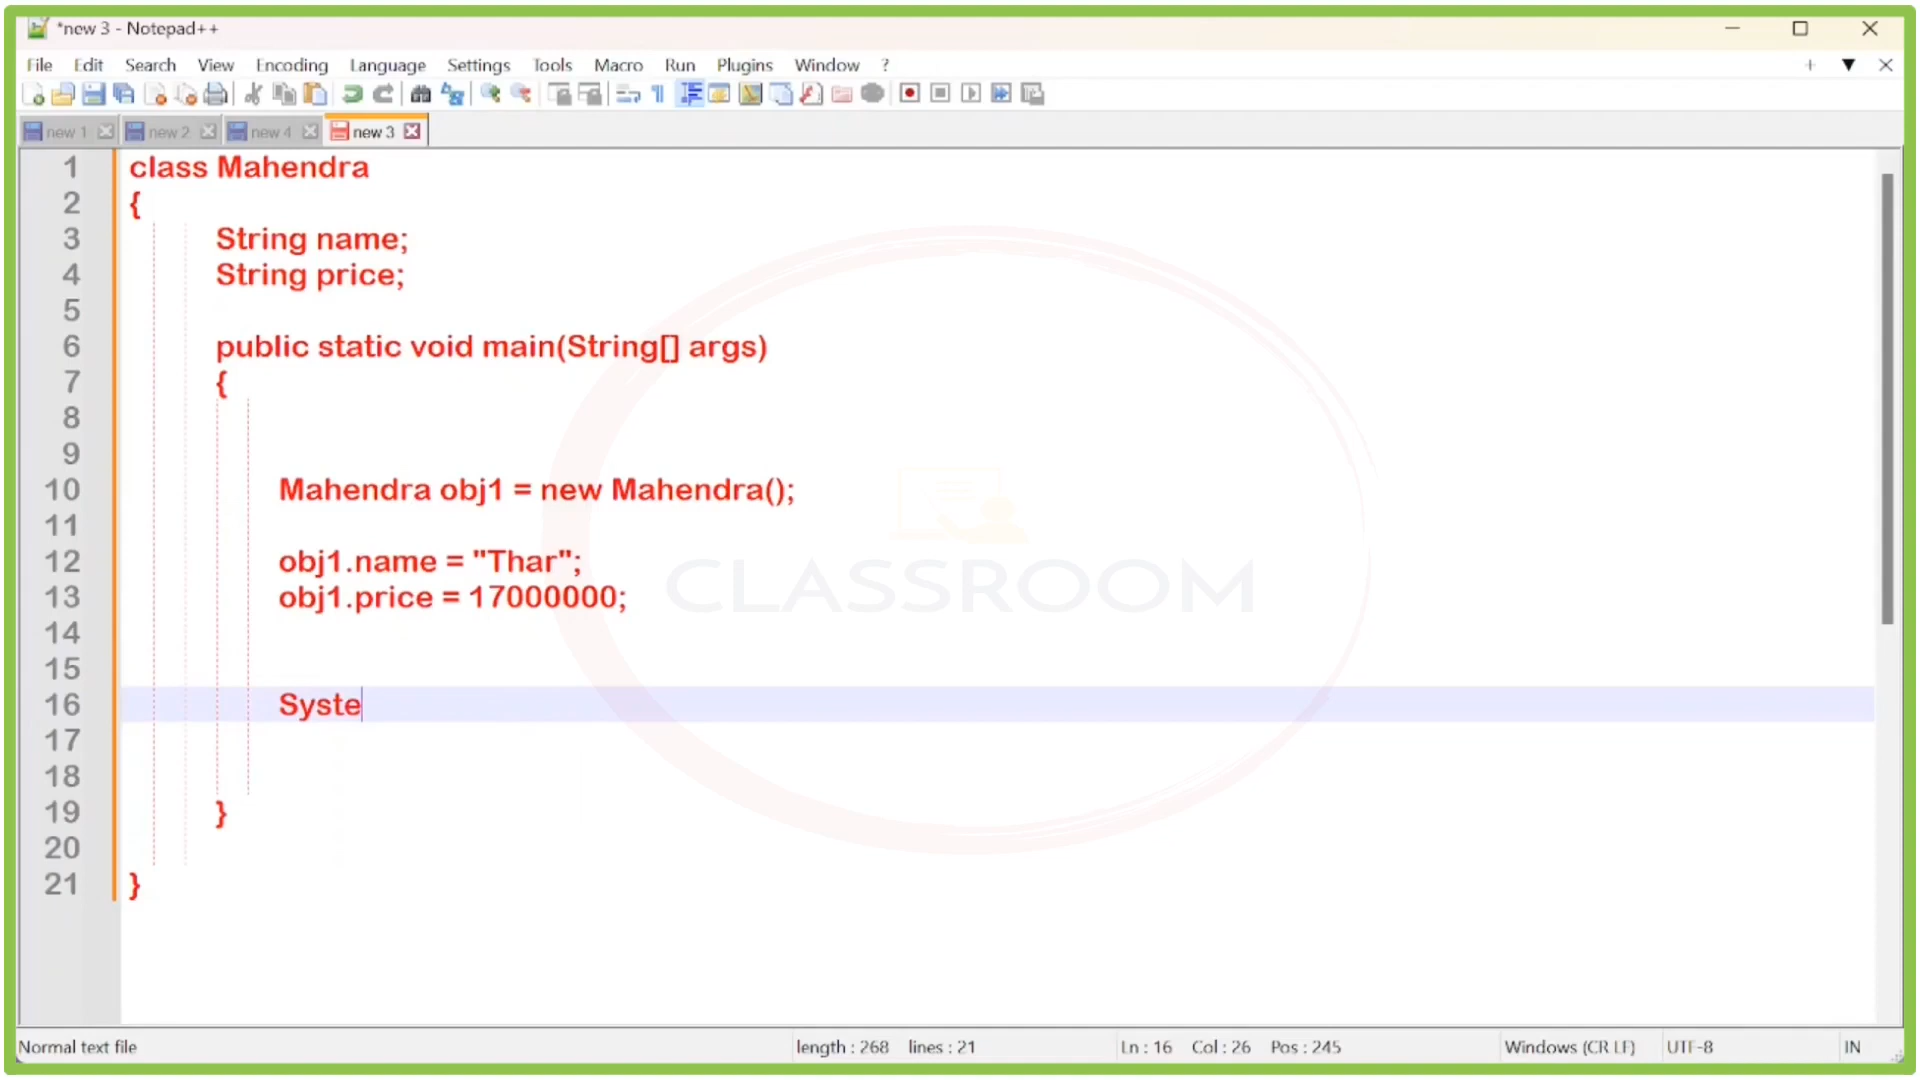 *new 3 - Notepad++
File Edit Search View Encoding Language Settings Tools Macro Run Plugins Window ?
new 1 new 2 new 4 new 3
1 class Mahendra
2 {
3 String name;
4 String price;
5
6 public static void main(String[] args)
7 {
8
9
10 Mahendra obj1 = new Mahendra();
11
12 obj1.name = "Thar";
13 obj1.price = 17000000;
CLASSROOM
14
15
16 Syste
17
18
19 }
20
21 }
Normal text file length : 268 lines : 21 Ln : 16 Col : 26 Pos : 245 Windows (CR LF) UTF-8 IN